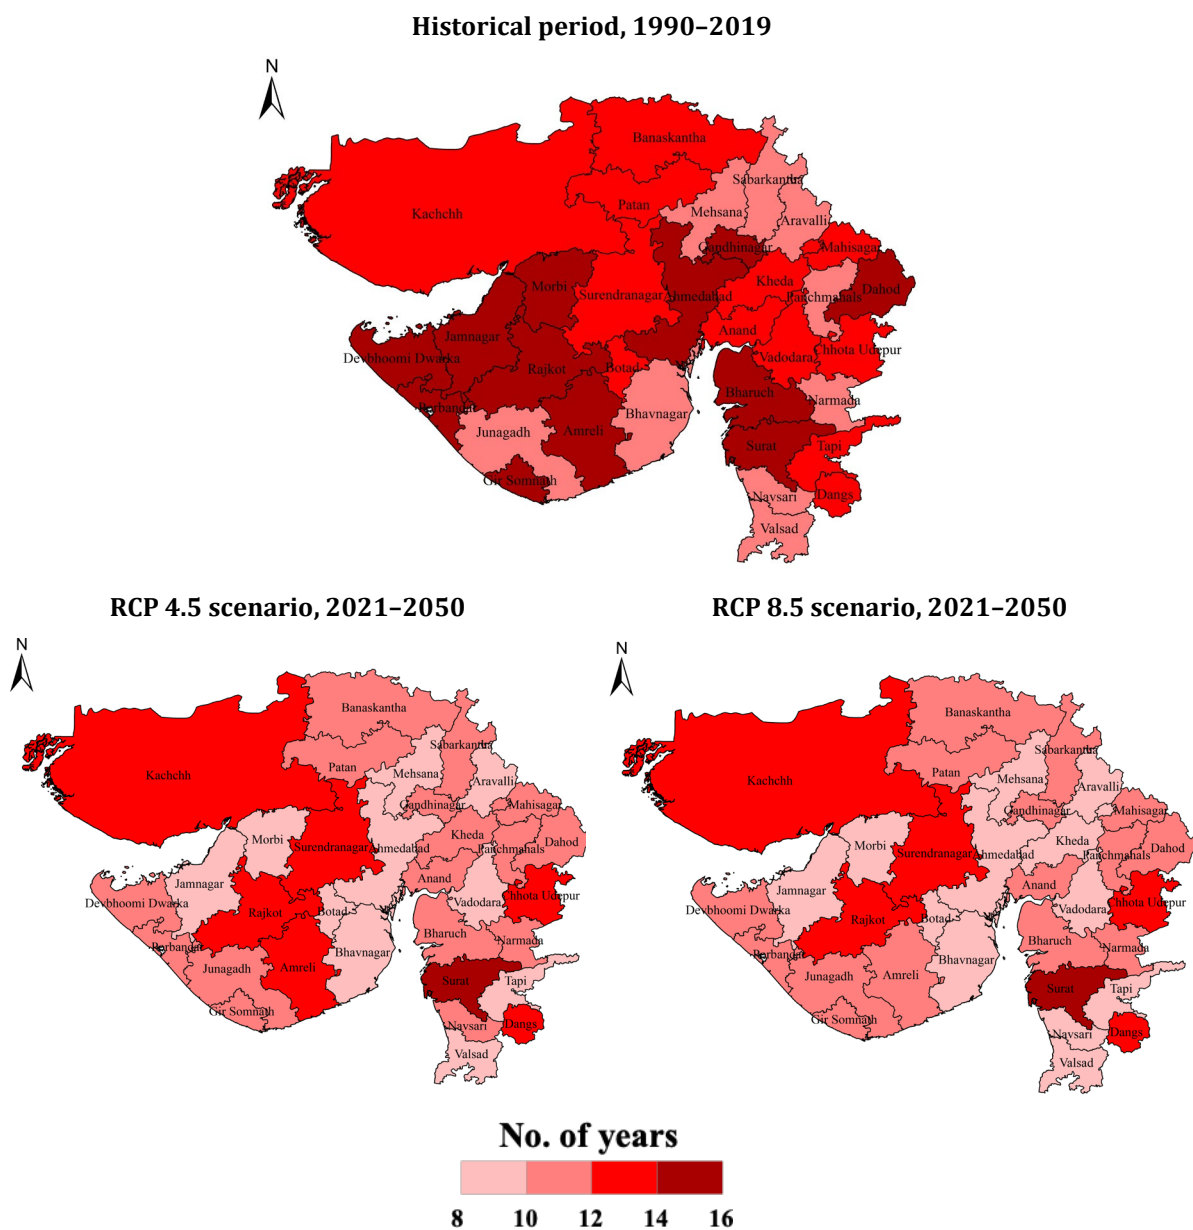 Historical period, 1990–2019
N
Banaskantha
Sabarkantha
Patan
Kachchh
Mehsana
Aravalli
Gandhinagar
Mahisagar
Kheda
Morbi
Surendranagar
Ahmedabad
Panchmahals
Dahod
Jamnagar
Anand
Devbhoomi Dwarka
Rajkot
Botad
Vadodara
Chhota Udepur
Bharuch
Porbandar
Narmada
Junagadh
Amreli
Bhavnagar
Surat
Tapi
Gir Somnath
Navsari
Dangs
Valsad
RCP 4.5 scenario, 2021–2050
N
Banaskantha
Sabarkantha
Patan
Kachchh
Mehsana
Aravalli
Gandhinagar
Mahisagar
Kheda
Morbi
Surendranagar
Ahmedabad
Panchmahals
Dahod
Jamnagar
Anand
Devbhoomi Dwarka
Rajkot
Botad
Vadodara
Chhota Udepur
Bharuch
Porbandar
Narmada
Junagadh
Amreli
Bhavnagar
Surat
Tapi
Gir Somnath
Navsari
Dangs
Valsad
RCP 8.5 scenario, 2021–2050
N
Banaskantha
Sabarkantha
Patan
Kachchh
Mehsana
Aravalli
Gandhinagar
Mahisagar
Kheda
Morbi
Surendranagar
Ahmedabad
Panchmahals
Dahod
Jamnagar
Anand
Devbhoomi Dwarka
Rajkot
Botad
Vadodara
Chhota Udepur
Bharuch
Porbandar
Narmada
Junagadh
Amreli
Bhavnagar
Surat
Tapi
Gir Somnath
Navsari
Dangs
Valsad
No. of years
8 10 12 14 16